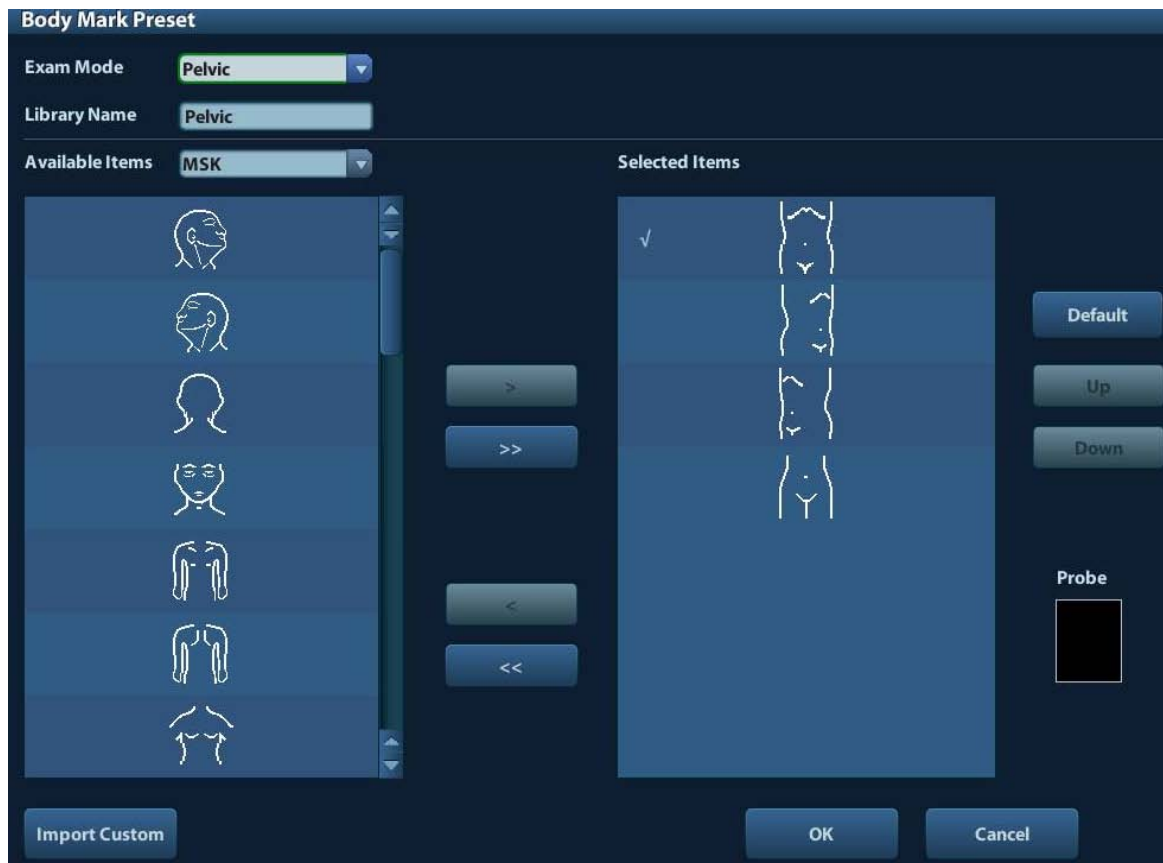 Body Mark Preset
Exam Mode Pelvic
Library Name Pelvic
Available Items MSK Selected Items
√
Default
>
Up
>>
Down
Probe
<
<<
Import Custom OK Cancel